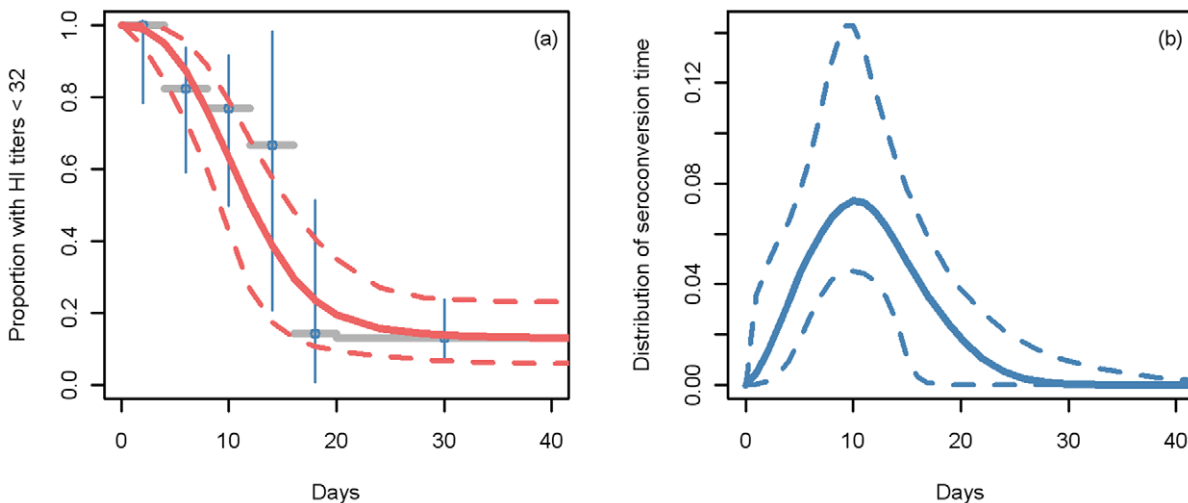 (a)
Proportion with HI titers < 32
1.0
0.8
0.6
0.4
0.2
0.0
0 10 20 30 40
Days
(b)
Distribution of seroconversion time
0.12
0.08
0.04
0.00
0 10 20 30 40
Days